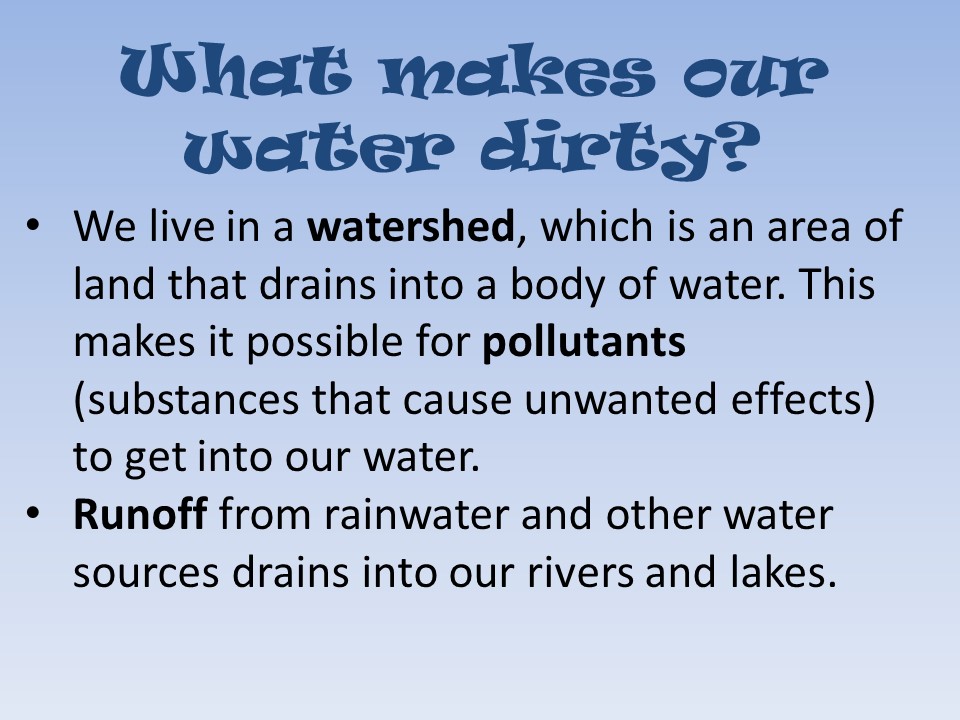 What makes our
water dirty?
• We live in a watershed, which is an area of
land that drains into a body of water. This
makes it possible for pollutants
(substances that cause unwanted effects)
to get into our water.
• Runoff from rainwater and other water
sources drains into our rivers and lakes.